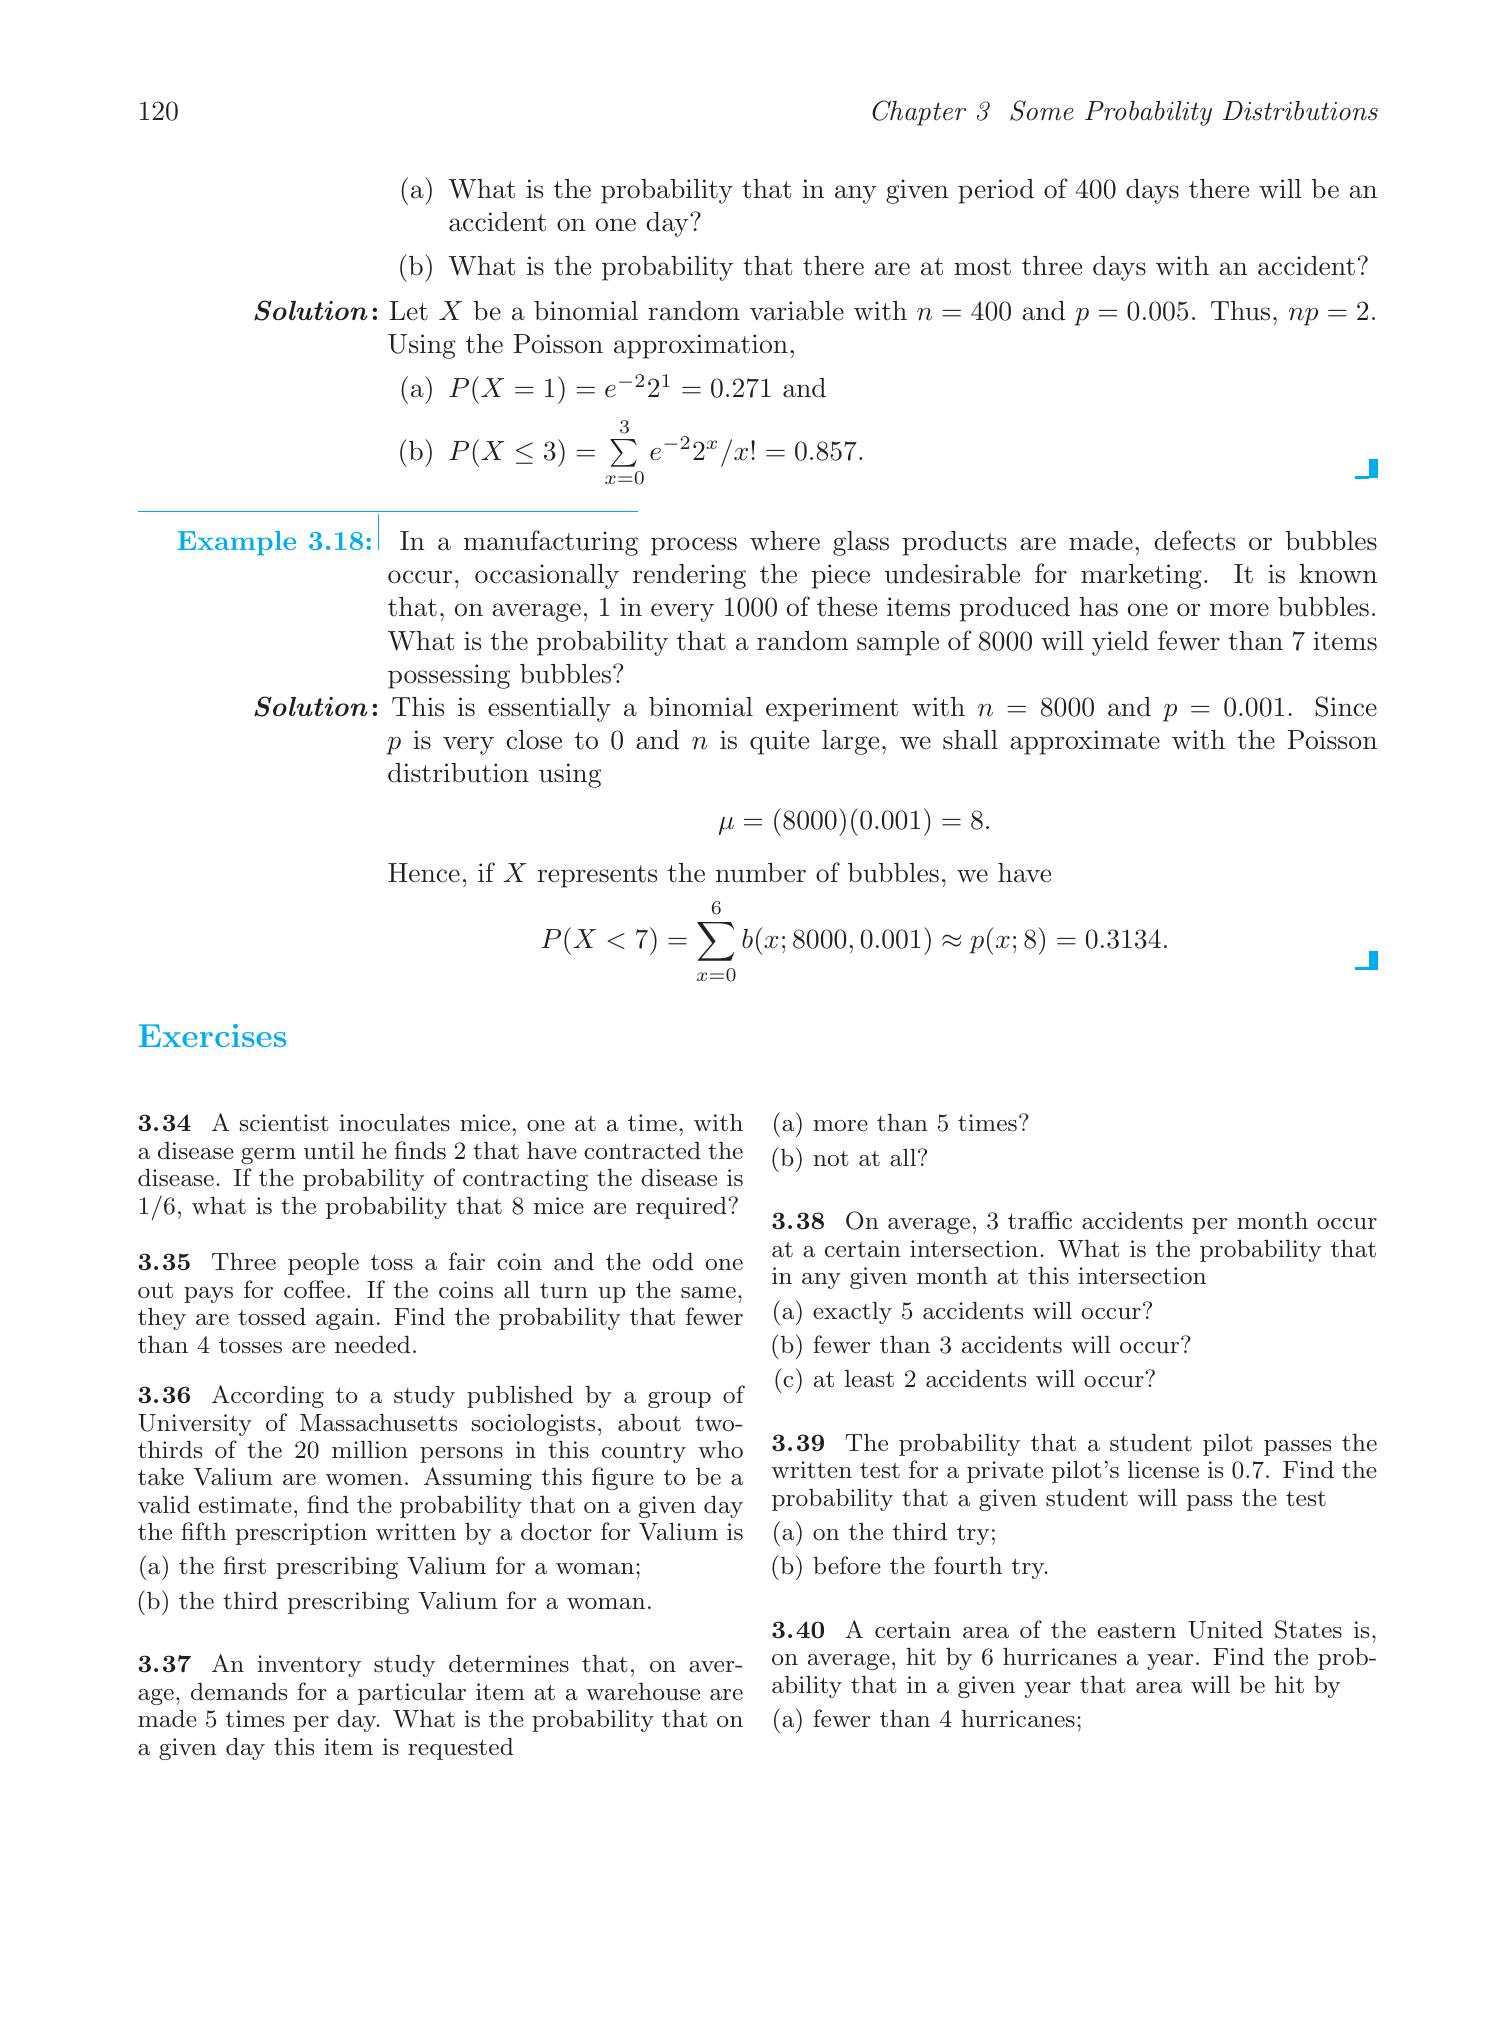 120
Chapter 3 Some Probability Distributions
(a) What is the probability that in any given period of 400 days there will be an
accident on one day?
(b) What is the probability that there are at most three days with an accident?
Solution: Let X be a binomial random variable with n = 400 and p = 0.005. Thus, np = 2.
Using the Poisson approximation,
(a) P(X = 1) = e⁻²2¹ = 0.271 and
(b) P(X ≤ 3) = ∑_{x=0}^{3} e⁻²2ˣ/x! = 0.857.
Example 3.18: In a manufacturing process where glass products are made, defects or bubbles
occur, occasionally rendering the piece undesirable for marketing. It is known
that, on average, 1 in every 1000 of these items produced has one or more bubbles.
What is the probability that a random sample of 8000 will yield fewer than 7 items
possessing bubbles?
Solution: This is essentially a binomial experiment with n = 8000 and p = 0.001. Since
p is very close to 0 and n is quite large, we shall approximate with the Poisson
distribution using
μ = (8000)(0.001) = 8.
Hence, if X represents the number of bubbles, we have
P(X < 7) = ∑_{x=0}^{6} b(x; 8000, 0.001) ≈ p(x; 8) = 0.3134.
Exercises
3.34 A scientist inoculates mice, one at a time, with
a disease germ until he finds 2 that have contracted the
disease. If the probability of contracting the disease is
1/6, what is the probability that 8 mice are required?
3.35 Three people toss a fair coin and the odd one
out pays for coffee. If the coins all turn up the same,
they are tossed again. Find the probability that fewer
than 4 tosses are needed.
3.36 According to a study published by a group of
University of Massachusetts sociologists, about two-
thirds of the 20 million persons in this country who
take Valium are women. Assuming this figure to be a
valid estimate, find the probability that on a given day
the fifth prescription written by a doctor for Valium is
(a) the first prescribing Valium for a woman;
(b) the third prescribing Valium for a woman.
3.37 An inventory study determines that, on aver-
age, demands for a particular item at a warehouse are
made 5 times per day. What is the probability that on
a given day this item is requested
(a) more than 5 times?
(b) not at all?
3.38 On average, 3 traffic accidents per month occur
at a certain intersection. What is the probability that
in any given month at this intersection
(a) exactly 5 accidents will occur?
(b) fewer than 3 accidents will occur?
(c) at least 2 accidents will occur?
3.39 The probability that a student pilot passes the
written test for a private pilot's license is 0.7. Find the
probability that a given student will pass the test
(a) on the third try;
(b) before the fourth try.
3.40 A certain area of the eastern United States is,
on average, hit by 6 hurricanes a year. Find the prob-
ability that in a given year that area will be hit by
(a) fewer than 4 hurricanes;